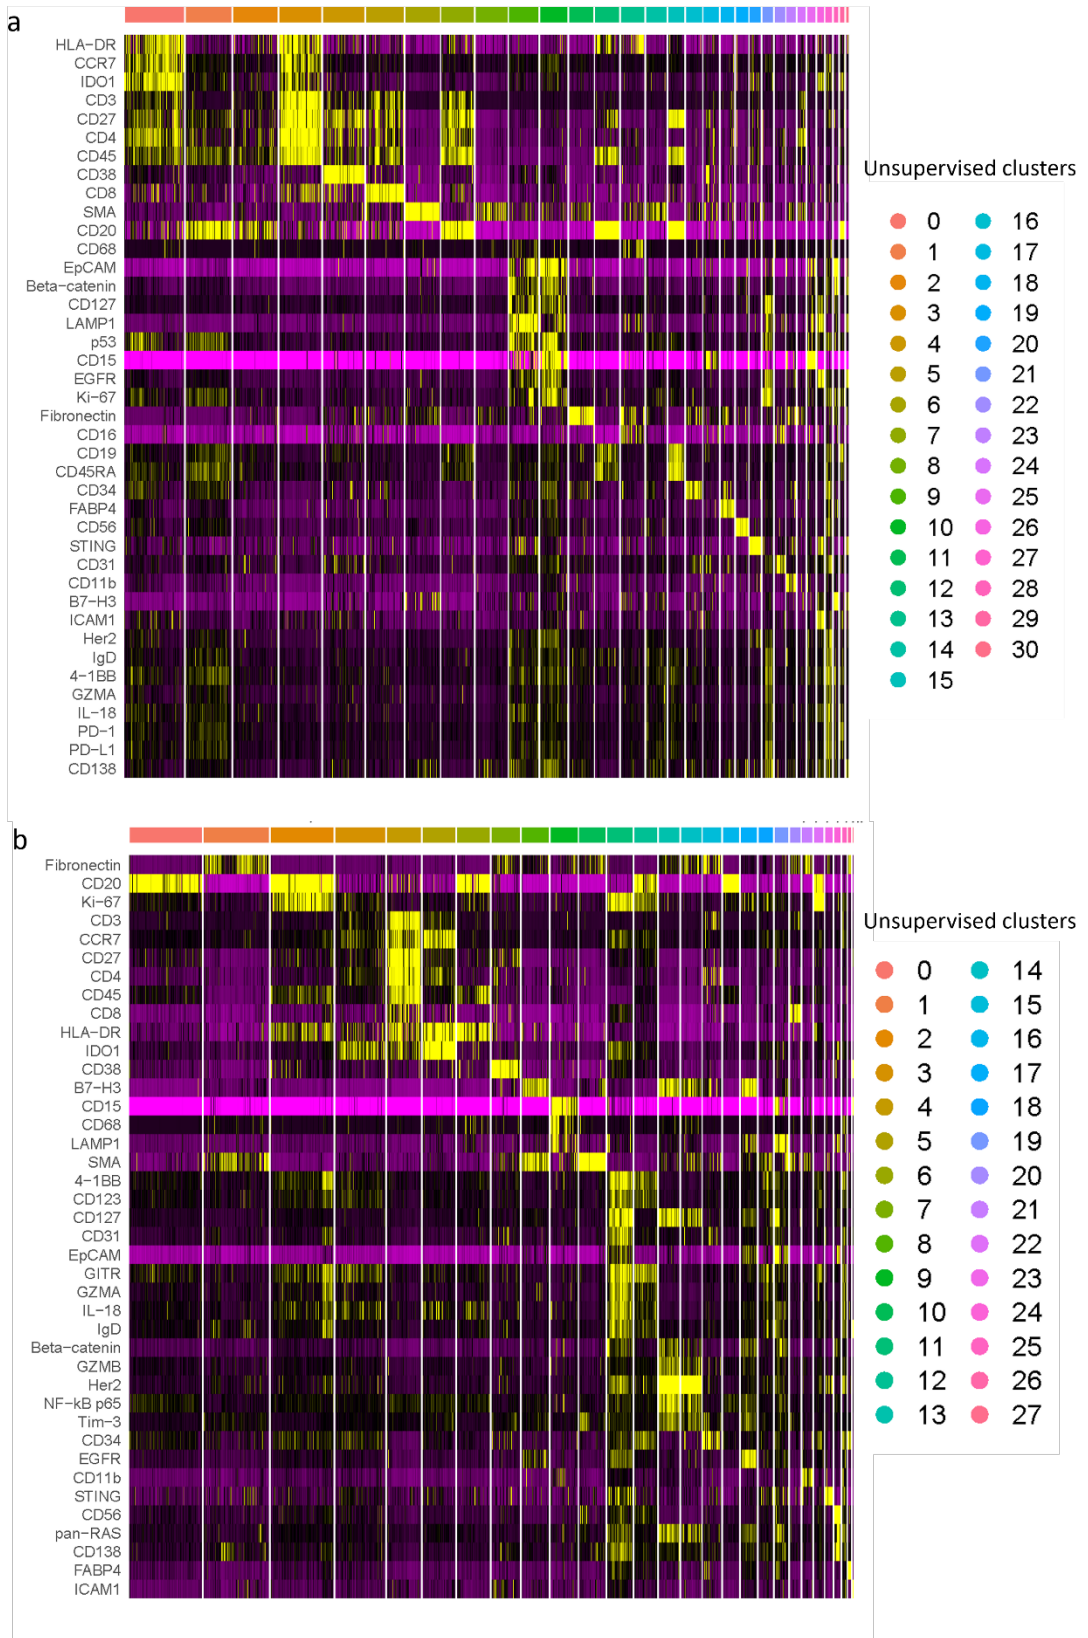 a
HLA-DR
CCR7
IDO1
CD3
CD27
CD4
CD45
CD38
CD8
SMA
CD20
CD68
EpCAM
Beta-catenin
CD127
LAMP1
p53
CD15
EGFR
Ki-67
Fibronectin
CD16
CD19
CD45RA
CD34
FABP4
CD56
STING
CD31
CD11b
B7-H3
ICAM1
Her2
IgD
4-1BB
GZMA
IL-18
PD-1
PD-L1
CD138
Unsupervised clusters
0 16
1 17
2 18
3 19
4 20
5 21
6 22
7 23
8 24
9 25
10 26
11 27
12 28
13 29
14 30
15
b
Fibronectin
CD20
Ki-67
CD3
CCR7
CD27
CD4
CD45
CD8
HLA-DR
IDO1
CD38
B7-H3
CD15
CD68
LAMP1
SMA
4-1BB
CD123
CD127
CD31
EpCAM
GITR
GZMA
IL-18
IgD
Beta-catenin
GZMB
Her2
NF-kB p65
Tim-3
CD34
EGFR
CD11b
STING
CD56
pan-RAS
CD138
FABP4
ICAM1
Unsupervised clusters
0 14
1 15
2 16
3 17
4 18
5 19
6 20
7 21
8 22
9 23
10 24
11 25
12 26
13 27